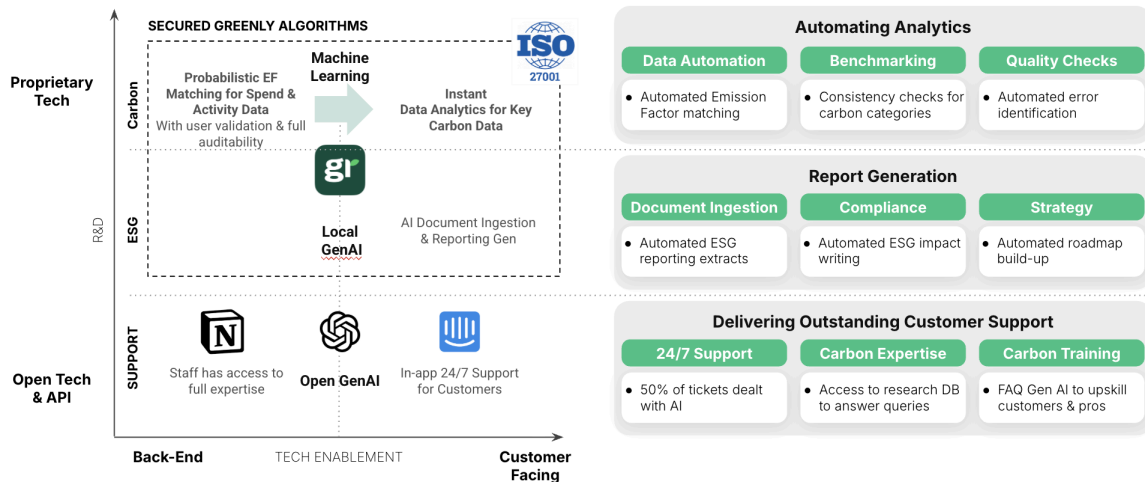 SECURED GREENLY ALGORITHMS
ISO
27001
Proprietary
Tech
Carbon
Probabilistic EF
Matching for Spend &
Activity Data
With user validation & full
auditability
Machine
Learning
Instant
Data Analytics for Key
Carbon Data
gr
R&D
ESG
Local
GenAI
AI Document Ingestion
& Reporting Gen
SUPPORT
N
Staff has access to
full expertise
Open GenAI
In-app 24/7 Support
for Customers
Open Tech
& API
Back-End
TECH ENABLEMENT
Customer
Facing
Automating Analytics
Data Automation
Benchmarking
Quality Checks
• Automated Emission
Factor matching
• Consistency checks for
carbon categories
• Automated error
identification
Report Generation
Document Ingestion
Compliance
Strategy
• Automated ESG
reporting extracts
• Automated ESG impact
writing
• Automated roadmap
build-up
Delivering Outstanding Customer Support
24/7 Support
Carbon Expertise
Carbon Training
• 50% of tickets dealt
with AI
• Access to research DB
to answer queries
• FAQ Gen AI to upskill
customers & pros